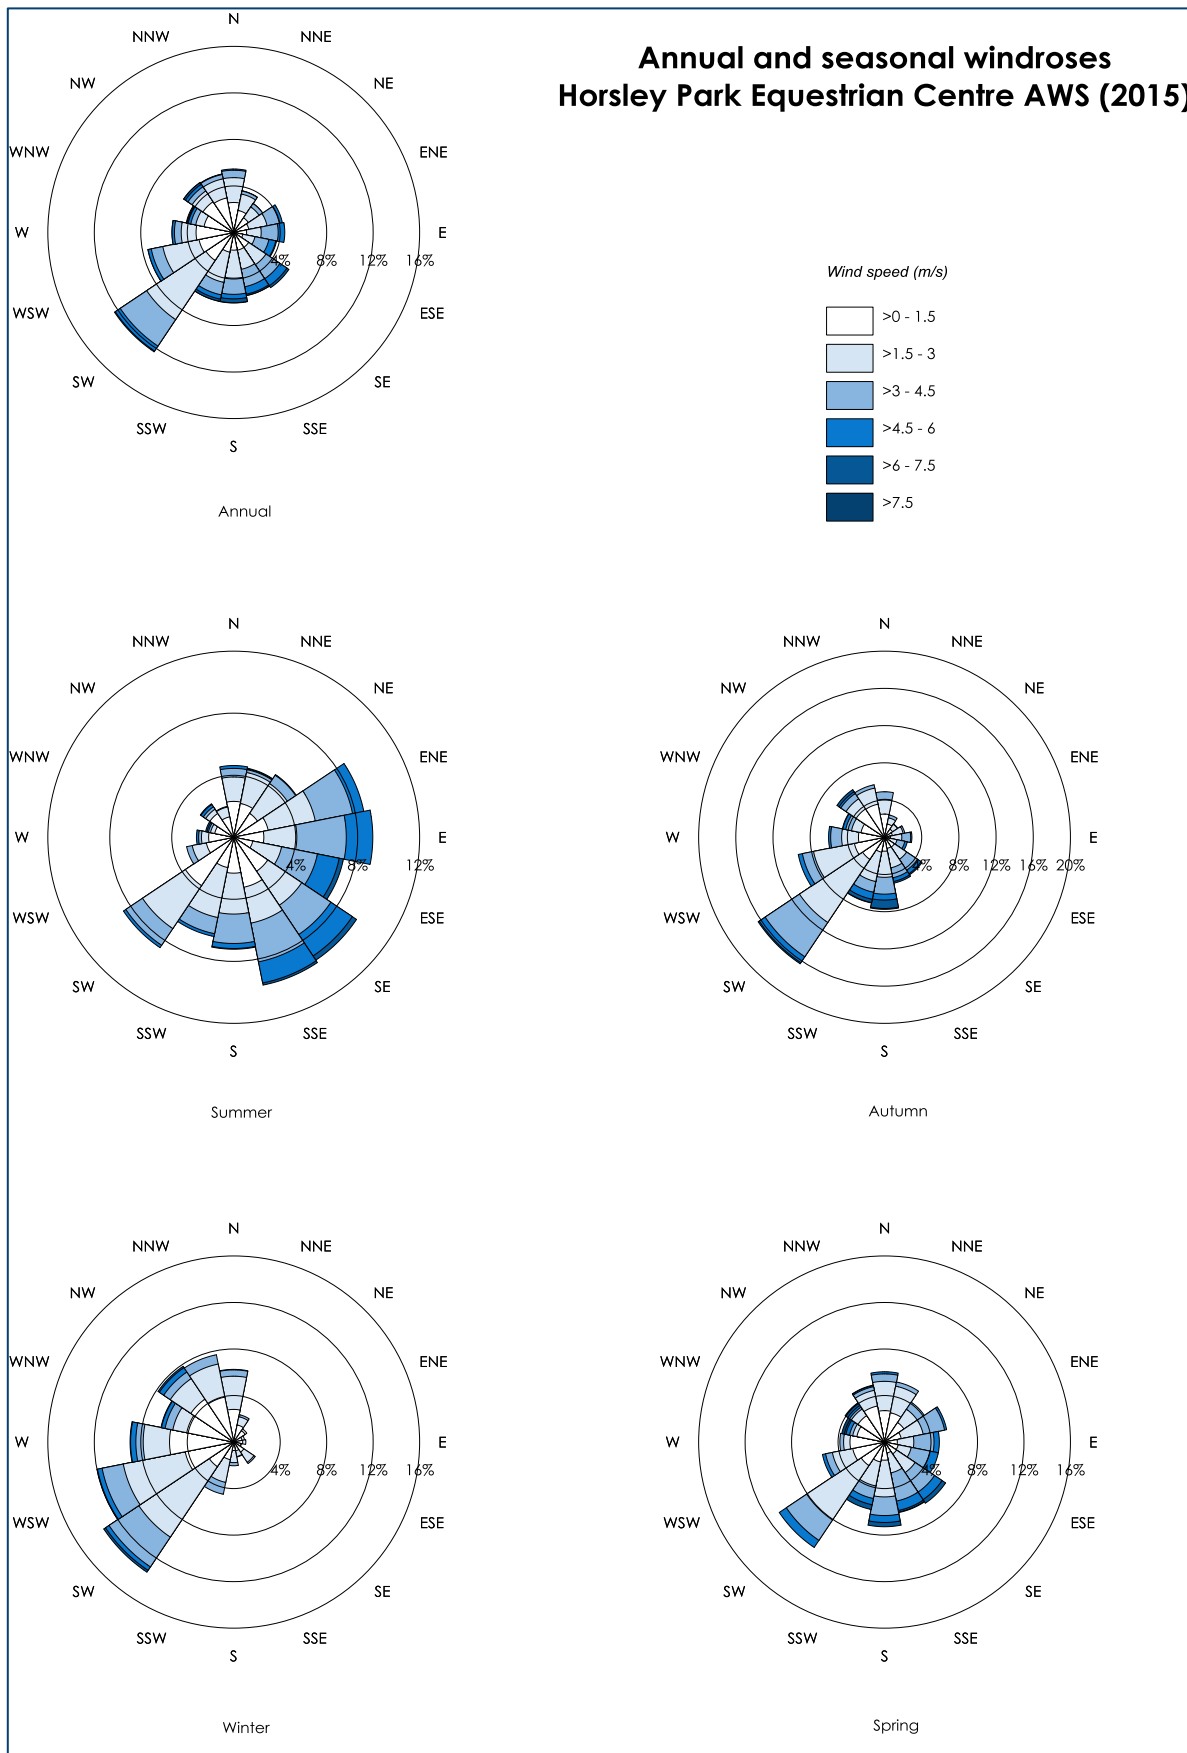 Annual and seasonal windroses
Horsley Park Equestrian Centre AWS (2015)
N
NNW NNE
NW NE
WNW ENE
W E
4% 8% 12% 16%
WSW ESE
SW SE
SSW SSE
S
Annual
Wind speed (m/s)
>0 - 1.5
>1.5 - 3
>3 - 4.5
>4.5 - 6
>6 - 7.5
>7.5
N
NNW NNE
NW NE
WNW ENE
W E
4% 8% 12%
WSW ESE
SW SE
SSW SSE
S
Summer
N
NNW NNE
NW NE
WNW ENE
W E
4% 8% 12% 16% 20%
WSW ESE
SW SE
SSW SSE
S
Autumn
N
NNW NNE
NW NE
WNW ENE
W E
4% 8% 12% 16%
WSW ESE
SW SE
SSW SSE
S
Winter
N
NNW NNE
NW NE
WNW ENE
W E
4% 8% 12% 16%
WSW ESE
SW SE
SSW SSE
S
Spring